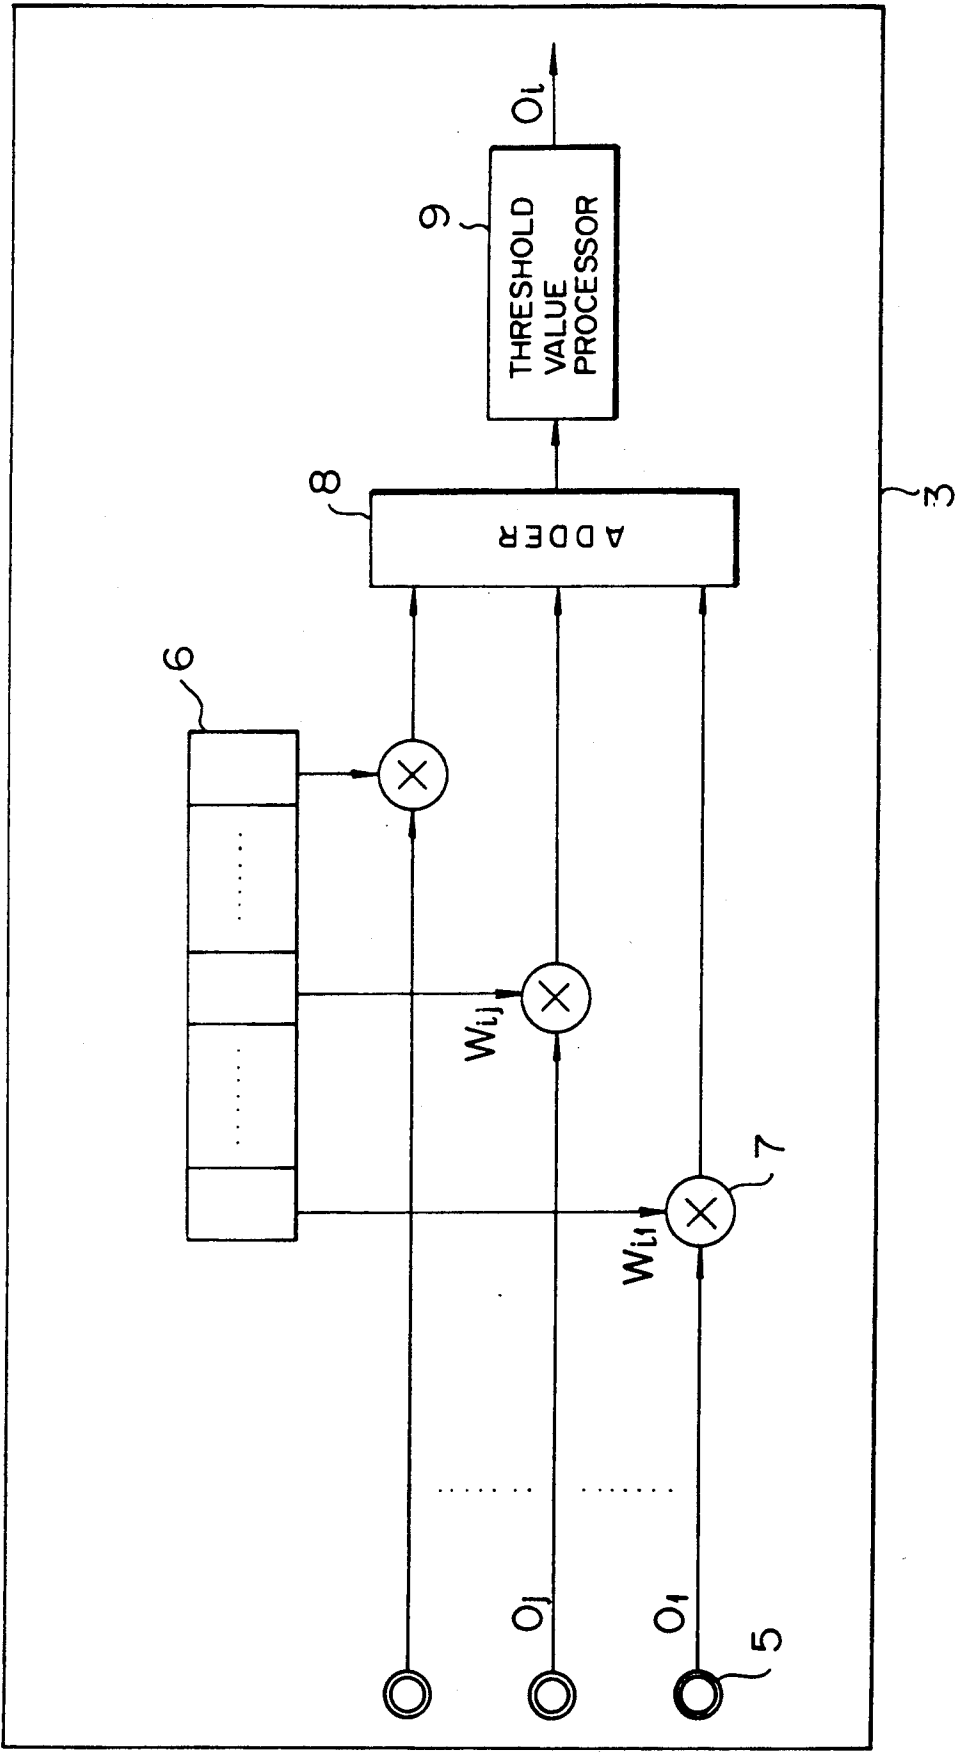 6
8
ADDER
9
THRESHOLD
VALUE
PROCESSOR
Oi
Wij
Wi1
7
Oj
O1
5
3